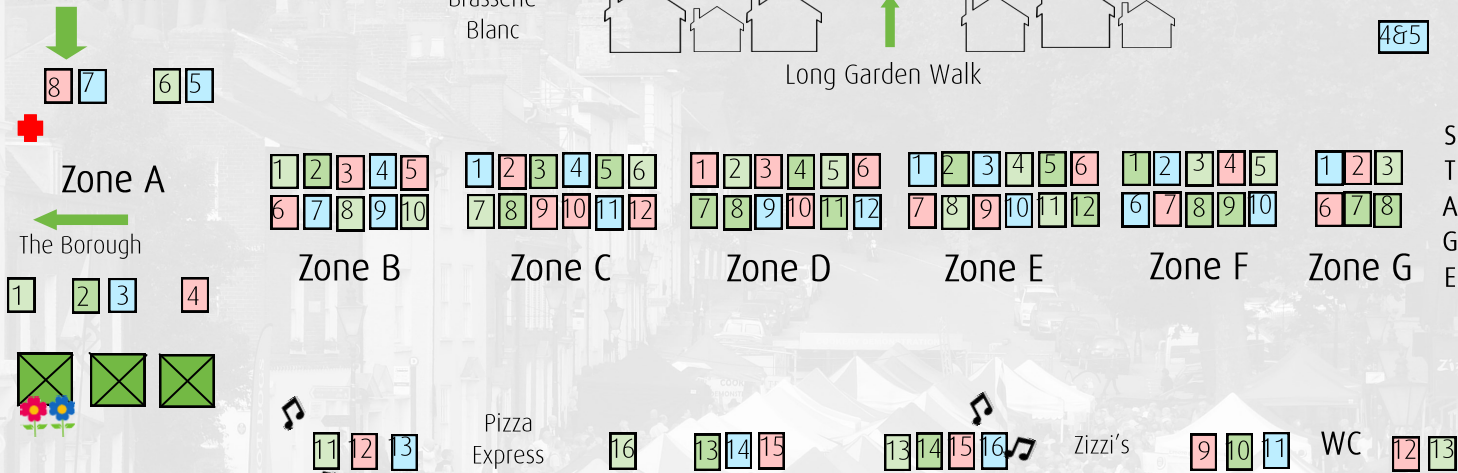 Brasserie
Blanc
4&5
Long Garden Walk
8 7 6 5
S
T
A
G
E
Zone A
1 2 3 4 5
6 7 8 9 10
Zone B
1 2 3 4 5 6
7 8 9 10 11 12
Zone C
1 2 3 4 5 6
7 8 9 10 11 12
Zone D
1 2 3 4 5 6
7 8 9 10 11 12
Zone E
1 2 3 4 5
6 7 8 9 10
Zone F
1 2 3
6 7 8
Zone G
The Borough
1 2 3 4
11 12 13
Pizza
Express
16
13 14 15
13 14 15 16
Zizzi's
9 10 11
WC
12 13